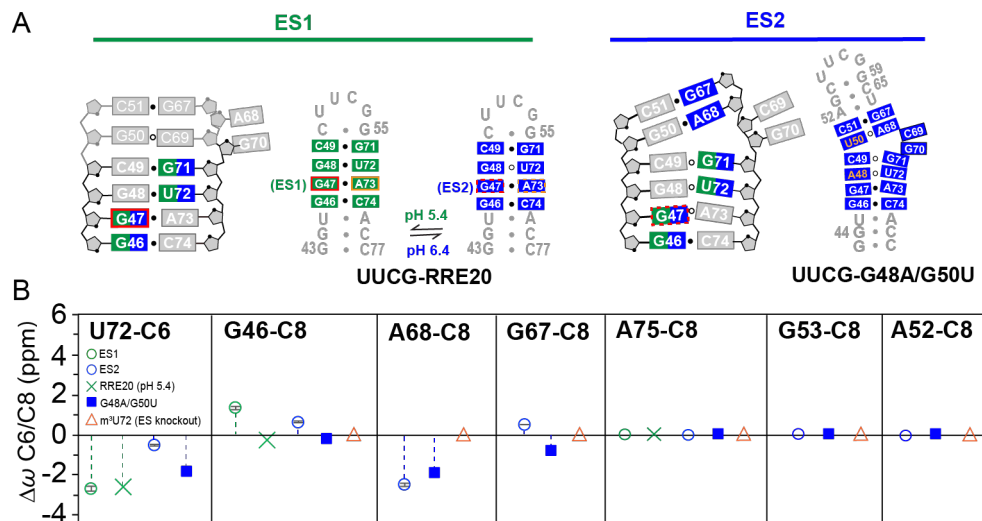 A
ES1
ES2
C51 G67
G50 C69
A68
G70
C49 G71
G48 U72
G47 A73
G46 C74
U U C G
U G
C G 55
C49 G71
G48 U72
(ES1) G47 A73
G46 C74
U A
G C
43G C77
pH 5.4
pH 6.4
U U C G
U G
C G 55
C49 G71
G48 U72
(ES2) G47 A73
G46 C74
U A
G C
43G C77
UUCG-RRE20
C51 G67
G50 A68
C69
G70
C49 G71
G48 U72
G47 A73
G46 C74
U C
U G
U G 59
C C 65
G U
52A
C51 G67
U50 A68
C69
G70
C49 G71
A48 U72
G47 A73
G46 C74
U A
44 G C
G C
UUCG-G48A/G50U
B
Δω C6/C8 (ppm)
6
4
2
0
-2
-4
U72-C6
G46-C8
A68-C8
G67-C8
A75-C8
G53-C8
A52-C8
ES1
ES2
RRE20 (pH 5.4)
G48A/G50U
m³U72 (ES knockout)